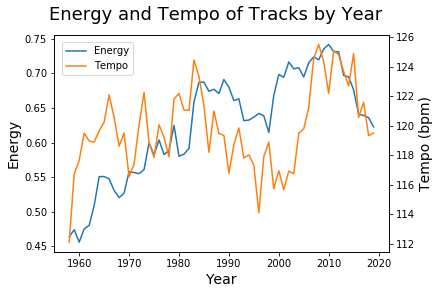 Energy and Tempo of Tracks by Year
Energy
Tempo
0.75
0.70
0.65
0.60
0.55
0.50
0.45
Energy
126
124
122
120
118
116
114
112
Tempo (bpm)
1960 1970 1980 1990 2000 2010 2020
Year